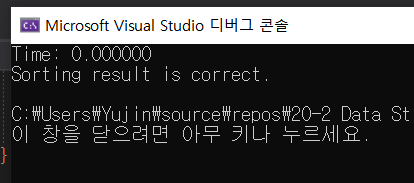 Microsoft Visual Studio 디버그 콘솔
Time: 0.000000
Sorting result is correct.
C:₩Users₩Yujin₩source₩repos₩20-2 Data St
이 창을 닫으려면 아무 키나 누르세요.
}